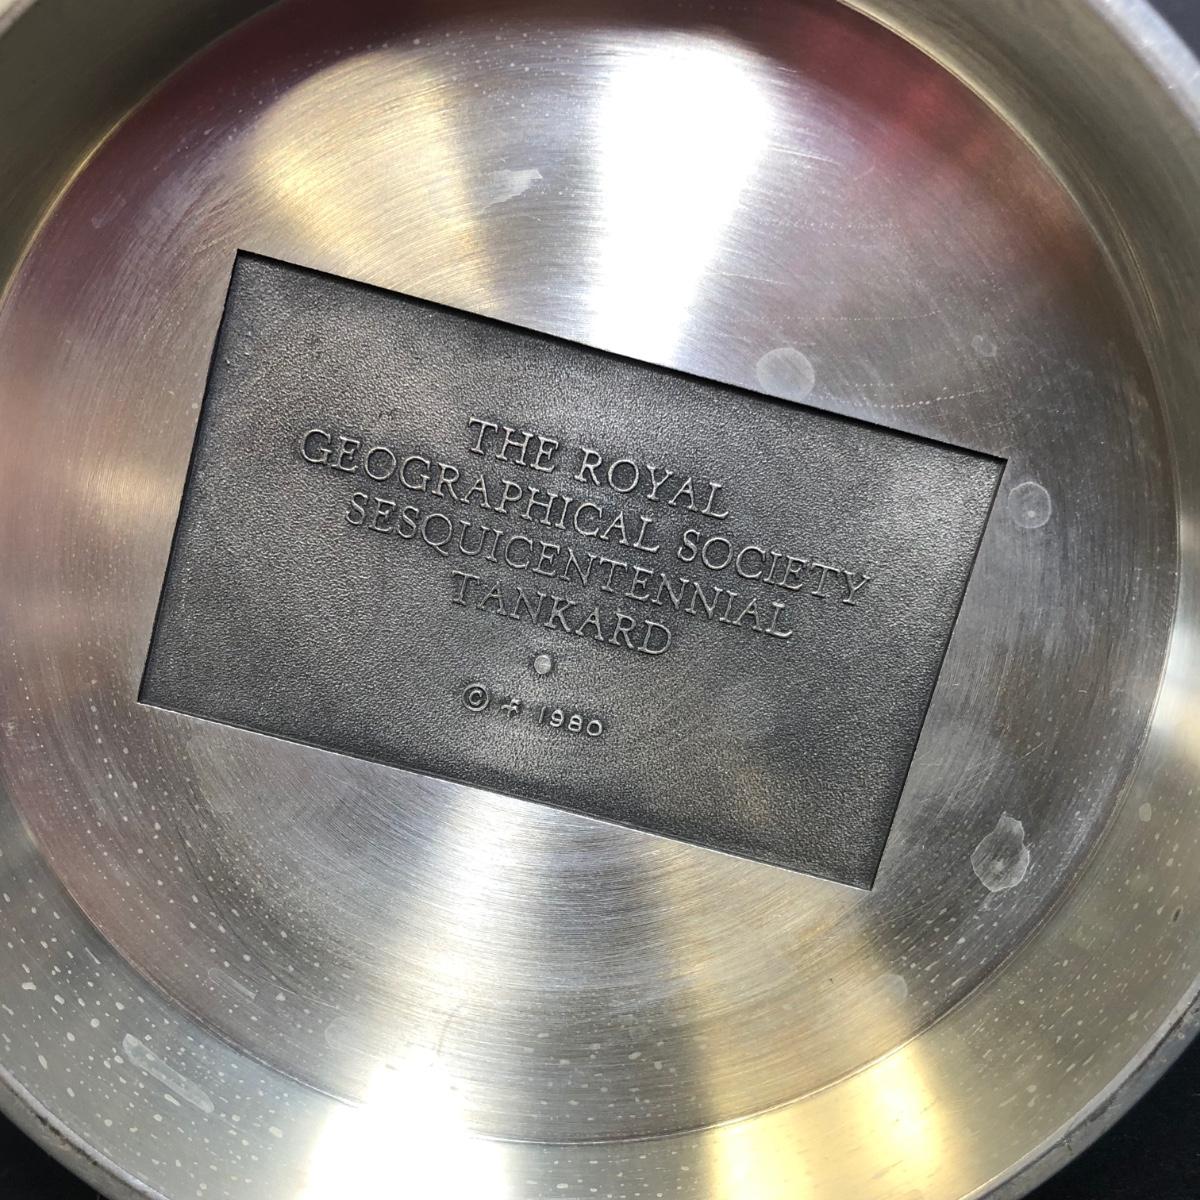 THE ROYAL
GEOGRAPHICAL SOCIETY
SESQUICENTENNIAL
TANKARD
© 1980